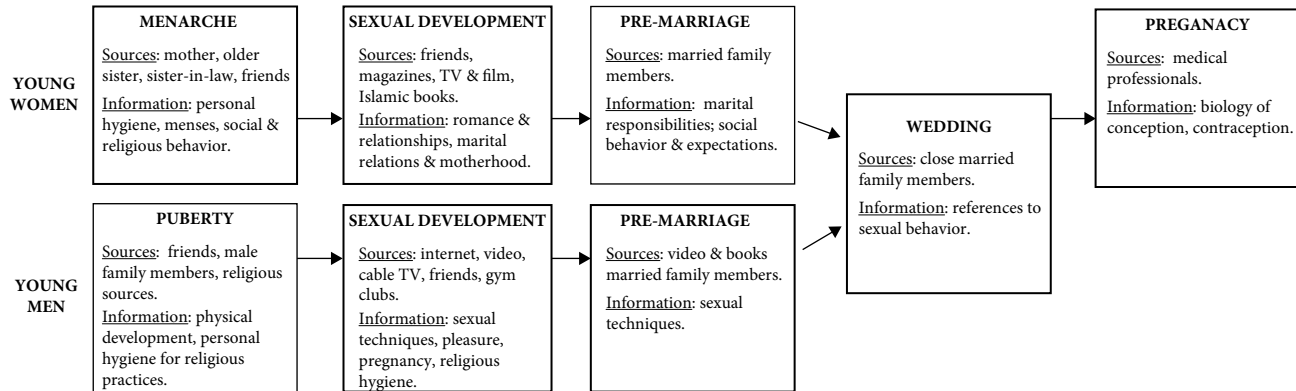 YOUNG
WOMEN
MENARCHE
Sources: mother, older
sister, sister-in-law, friends
Information: personal
hygiene, menses, social &
religious behavior.
SEXUAL DEVELOPMENT
Sources: friends,
magazines, TV & film,
Islamic books.
Information: romance &
relationships, marital
relations & motherhood.
PRE-MARRIAGE
Sources: married family
members.
Information: marital
responsibilities; social
behavior & expectations.
YOUNG
MEN
PUBERTY
Sources: friends, male
family members, religious
sources.
Information: physical
development, personal
hygiene for religious
practices.
SEXUAL DEVELOPMENT
Sources: internet, video,
cable TV, friends, gym
clubs.
Information: sexual
techniques, pleasure,
pregnancy, religious
hygiene.
PRE-MARRIAGE
Sources: video & books
married family members.
Information: sexual
techniques.
WEDDING
Sources: close married
family members.
Information: references to
sexual behavior.
PREGANACY
Sources: medical
professionals.
Information: biology of
conception, contraception.